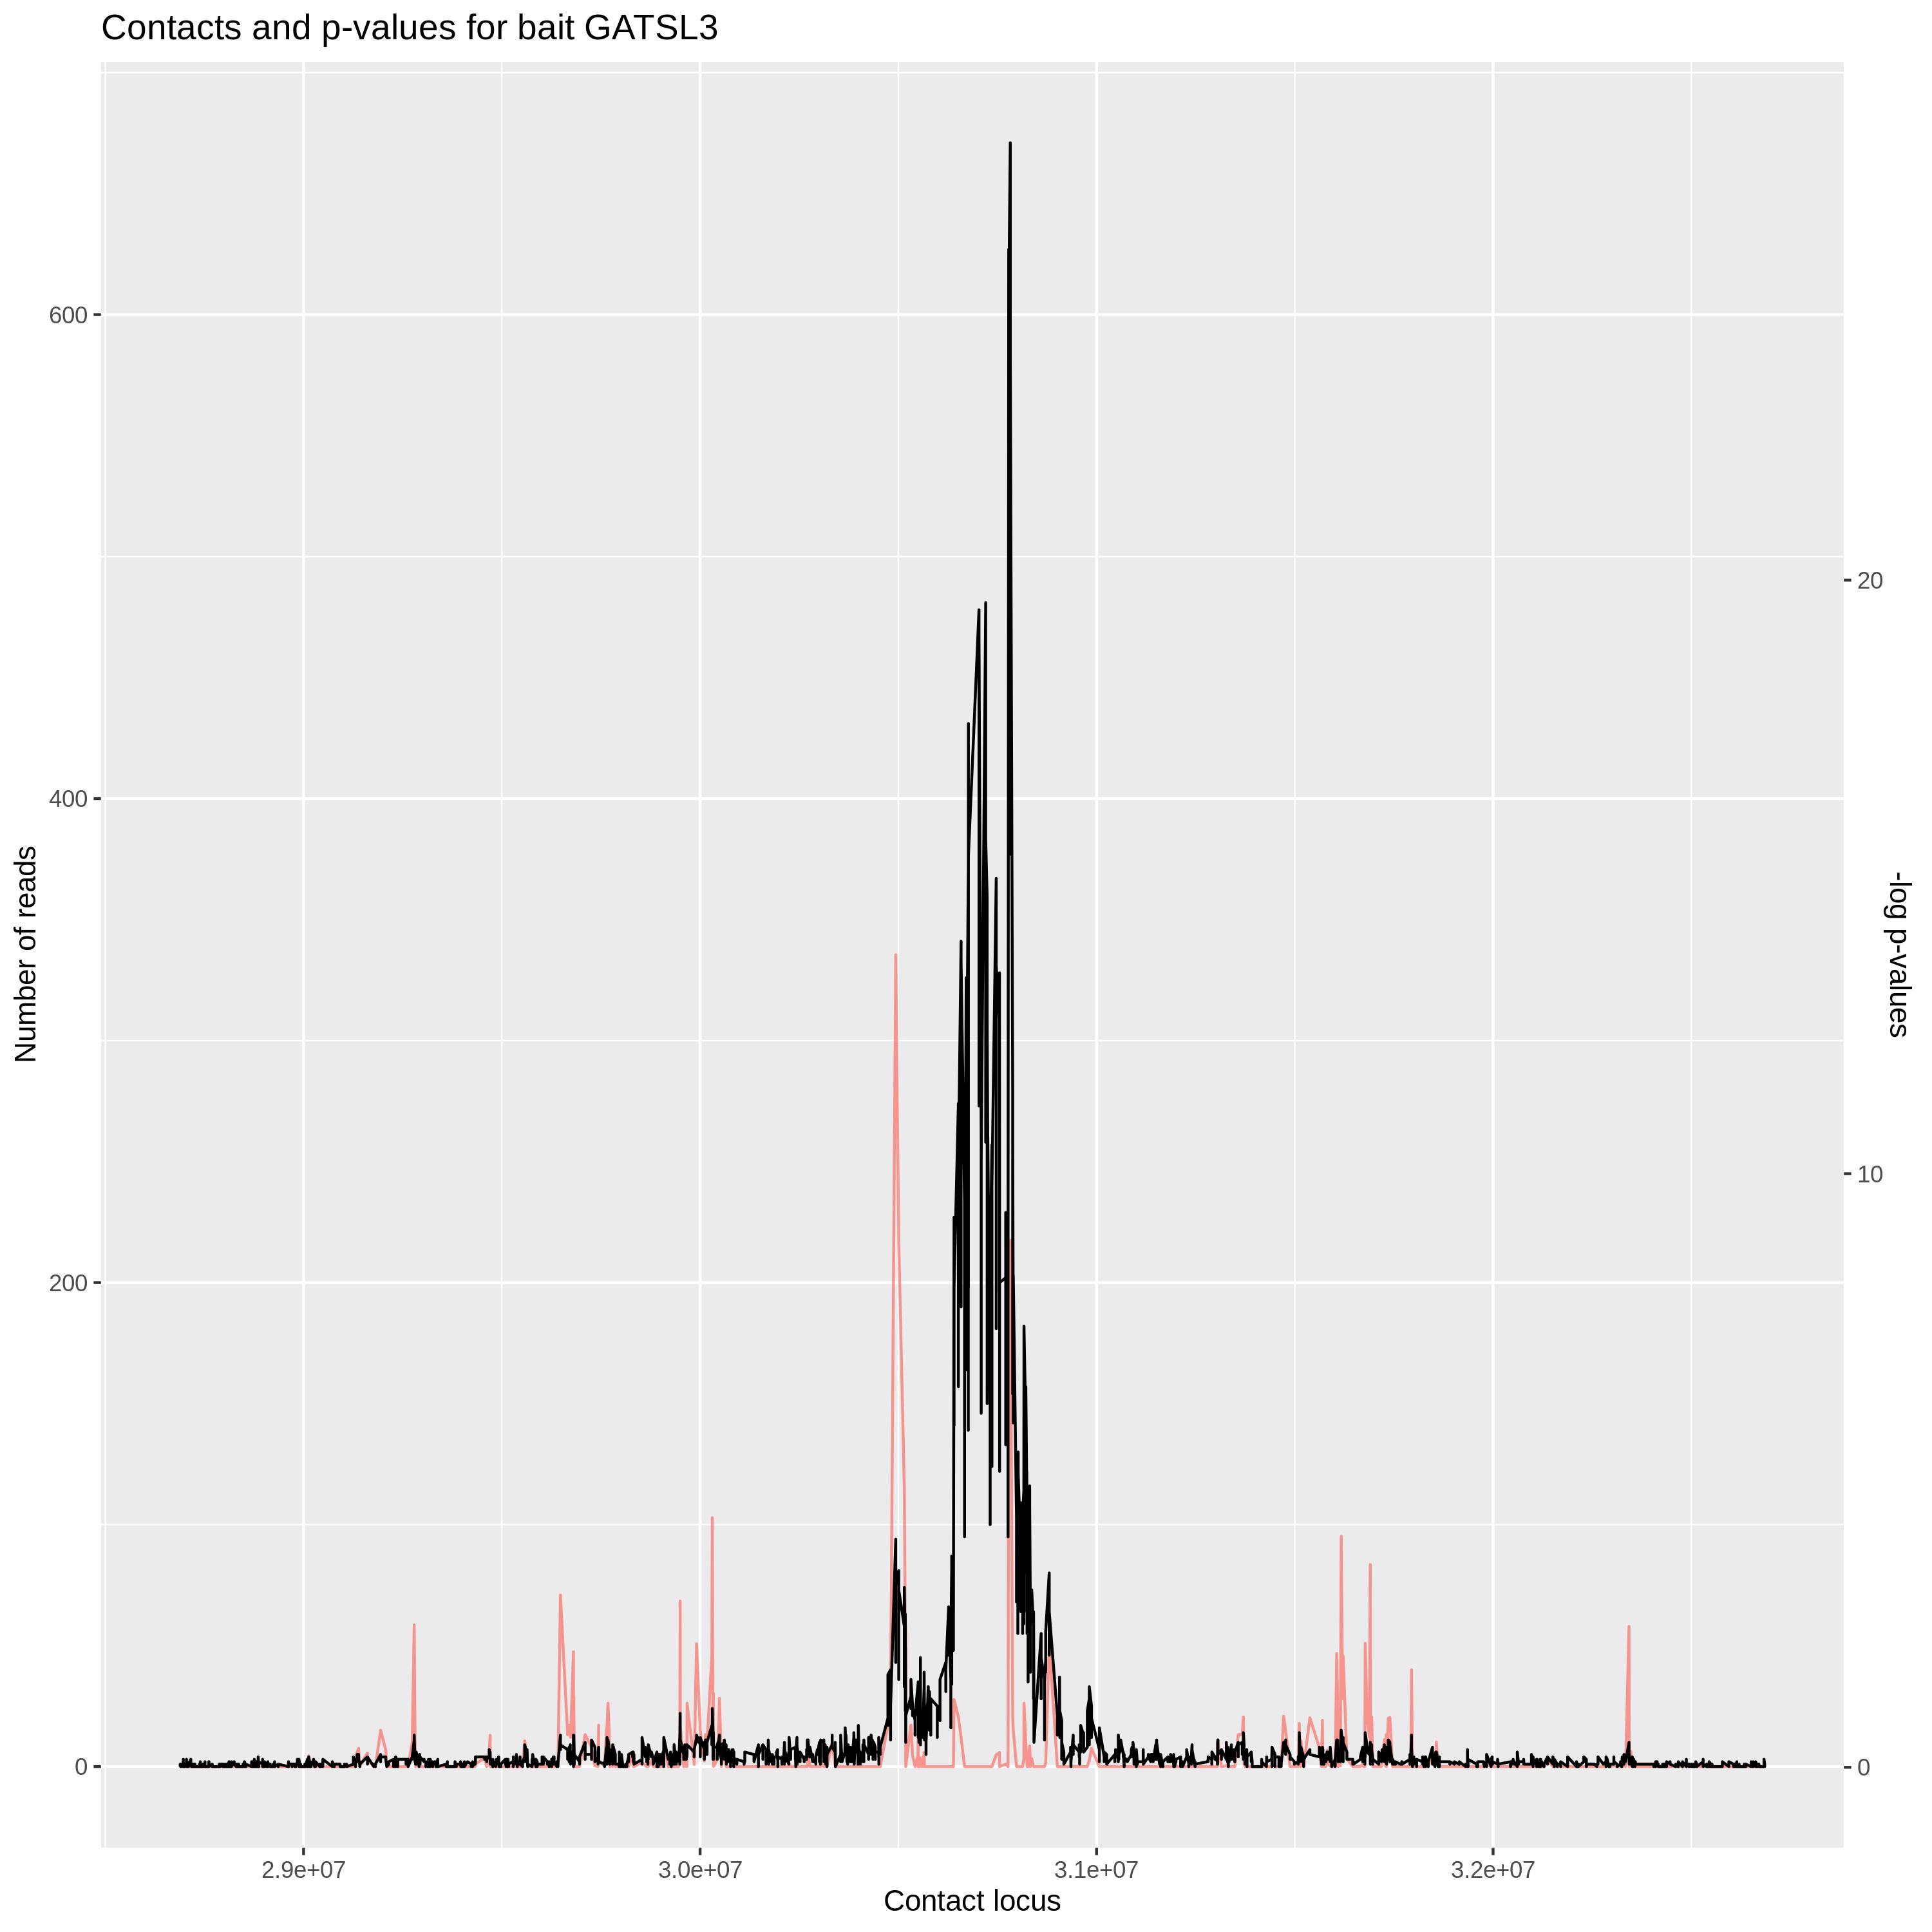 Contacts and p-values for bait GATSL3
600
400
200
0
Number of reads
20
10
0
-log p-values
2.9e+07
3.0e+07
3.1e+07
3.2e+07
Contact locus